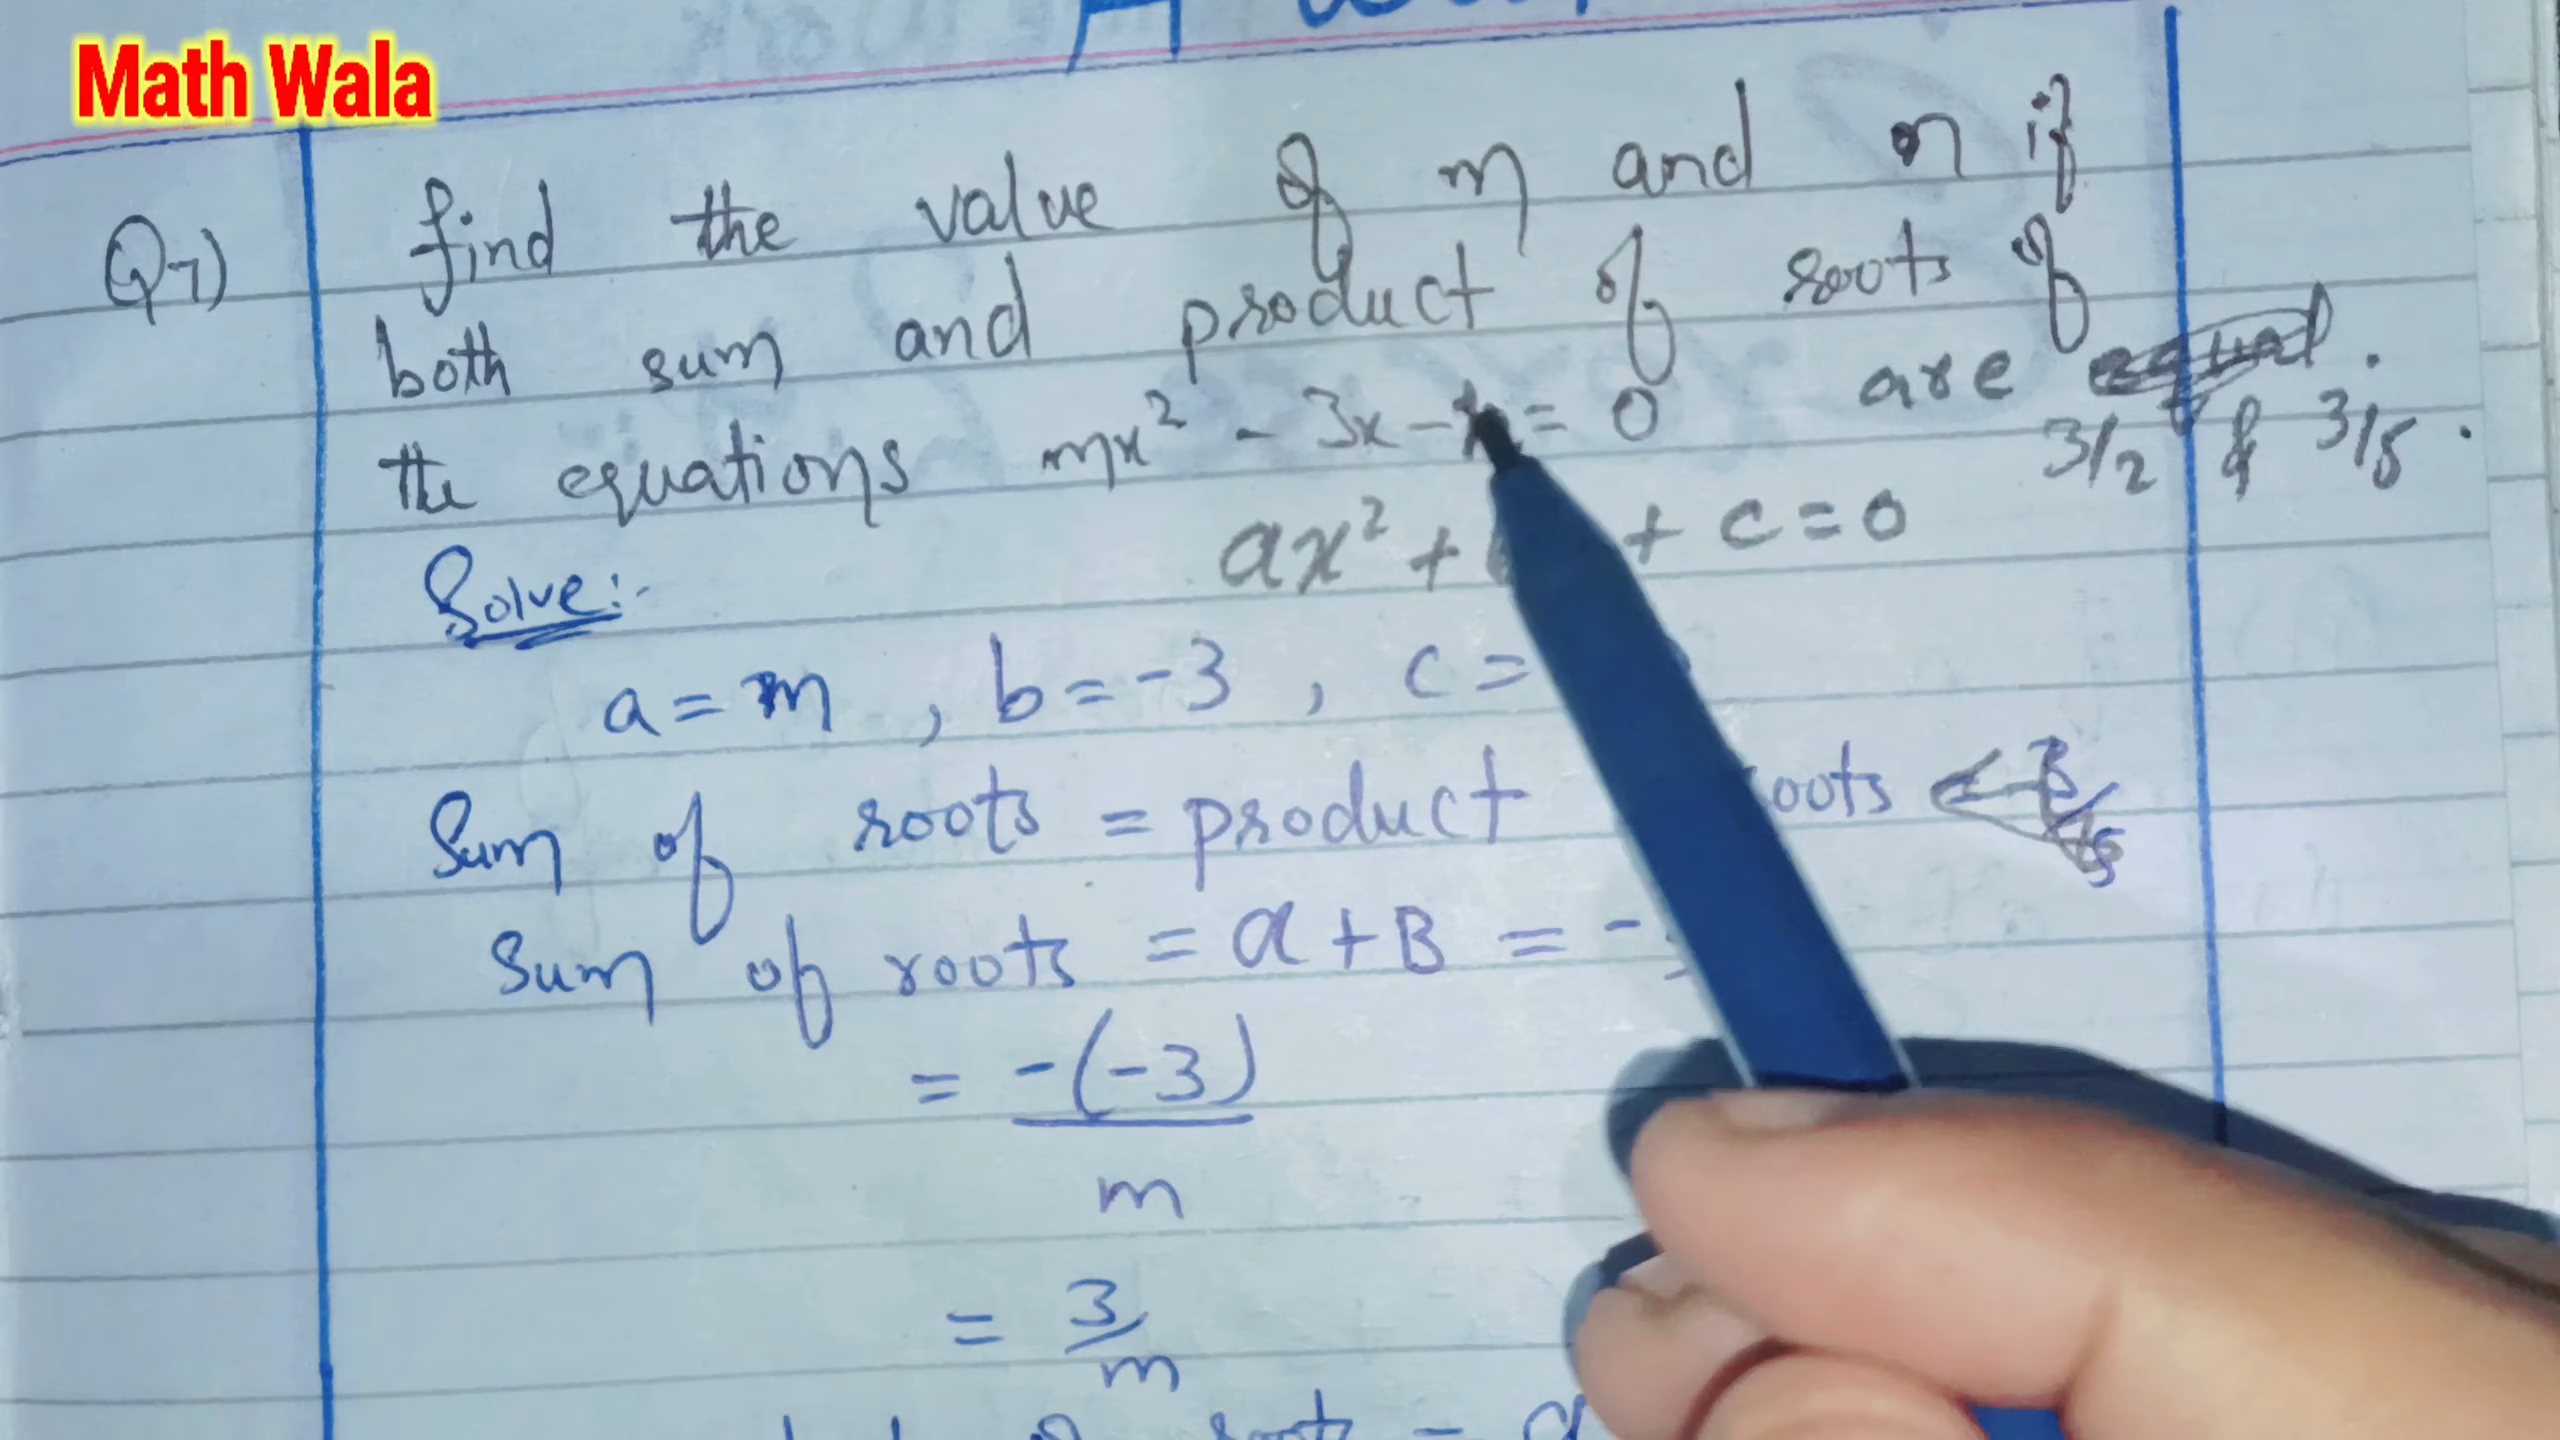 Math Wala
Q7) find the value of m and n if
both sum and product of roots of
the equations mx² - 3x - n = 0 are
3/2 & 3/5.
ax² + + c = 0
Solve:-
a = m, b = -3, c =
Sum of roots = product
Sum of roots = α + B = -
= -(-3)
m
= 3/m
roots =